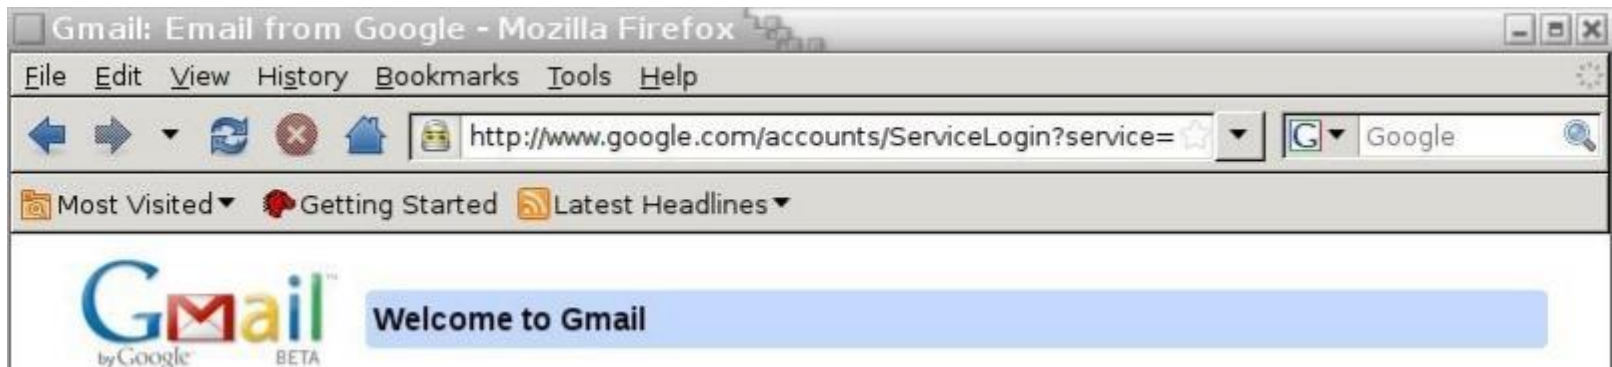 Gmail: Email from Google - Mozilla Firefox
File Edit View History Bookmarks Tools Help
http://www.google.com/accounts/ServiceLogin?service= G Google
Most Visited Getting Started Latest Headlines
Gmail™
by Google BETA
Welcome to Gmail